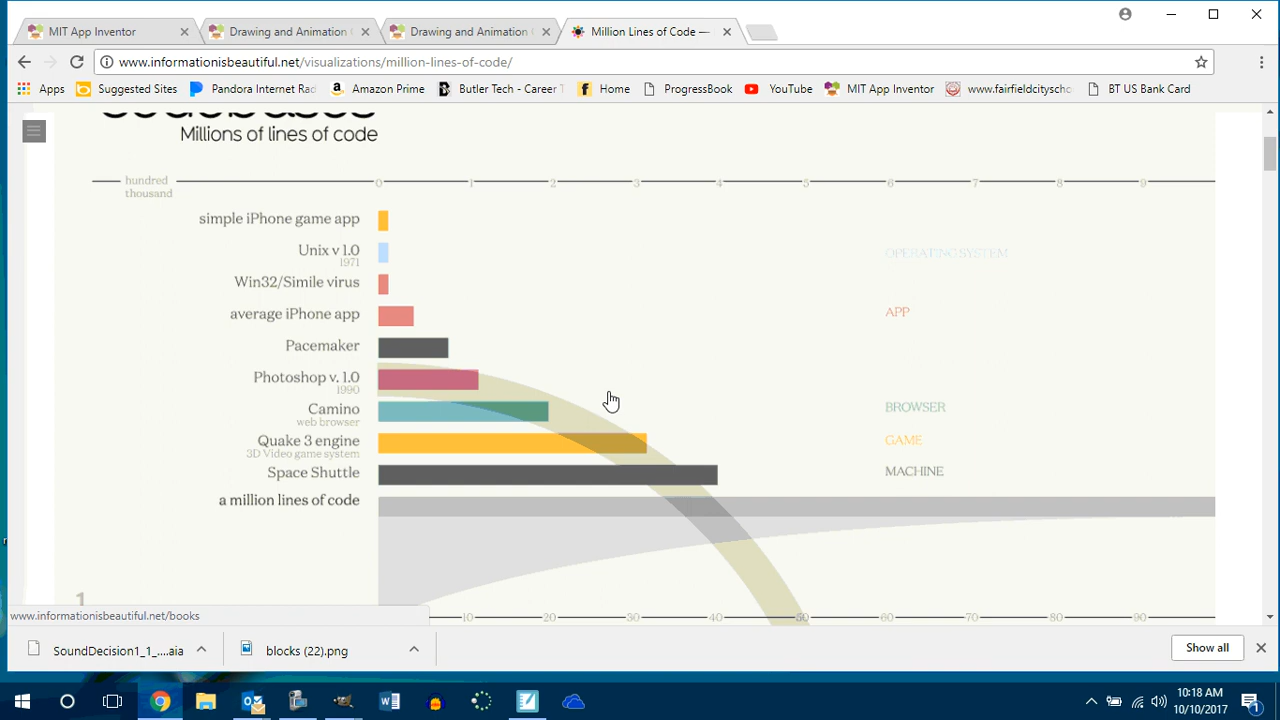 MIT App Inventor
Drawing and Animation
Drawing and Animation
Million Lines of Code —
www.informationisbeautiful.net/visualizations/million-lines-of-code/
Apps
Suggested Sites
Pandora Internet Ra
Amazon Prime
Butler Tech - Career T
Home
ProgressBook
YouTube
MIT App Inventor
www.fairfieldcityscho
BT US Bank Card
Codebases
Millions of lines of code
hundred
thousand
0 1 2 3 4 5 6 7 8 9
simple iPhone game app
Unix v 1.0
1971
OPERATING SYSTEM
Win32/Simile virus
average iPhone app
APP
Pacemaker
Photoshop v. 1.0
1990
Camino
web browser
BROWSER
Quake 3 engine
3D Video game system
GAME
Space Shuttle
MACHINE
a million lines of code
1
10 20 30 40 50 60 70 80 90
www.informationisbeautiful.net/books
SoundDecision1_1_....aia
blocks (22).png
Show all
10:18 AM
10/10/2017
1